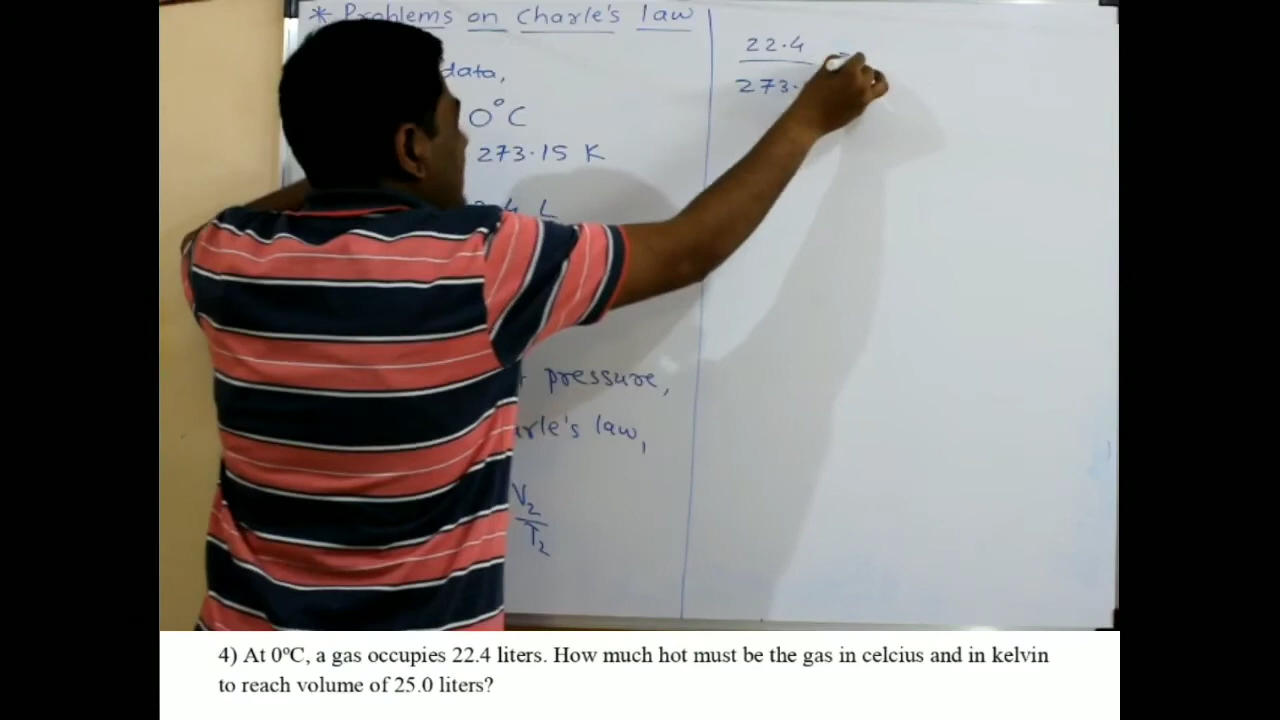 * Problems on Charle's law
data,
0°C
273.15 K
L
pressure,
law,
V2
T2
22.4
273.
4) At 0ºC, a gas occupies 22.4 liters. How much hot must be the gas in celcius and in kelvin
to reach volume of 25.0 liters?